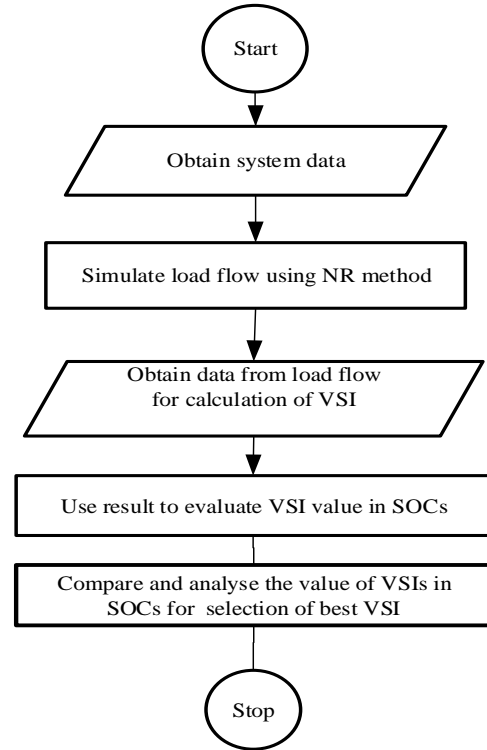 Start
Obtain system data
Simulate load flow using NR method
Obtain data from load flow
for calculation of VSI
Use result to evaluate VSI value in SOCs
Compare and analyse the value of VSIs in
SOCs for selection of best VSI
Stop